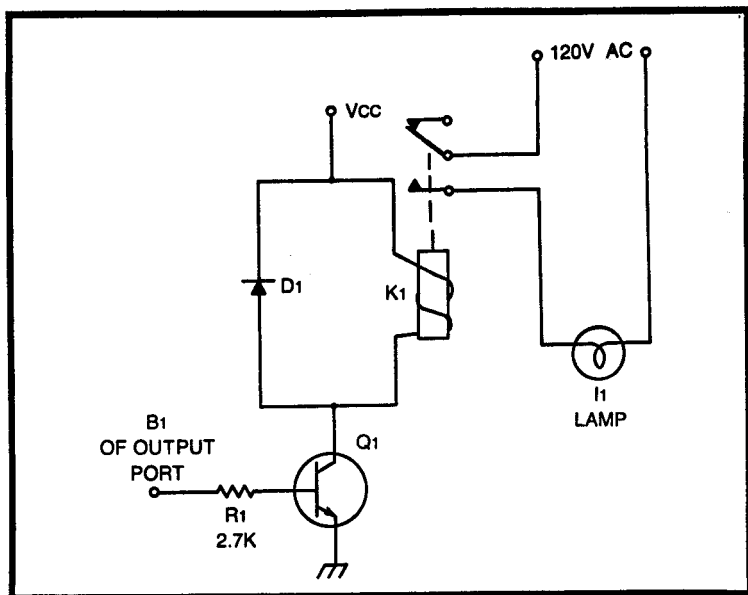 120V AC
VCC
D1
K1
I1
LAMP
B1
OF OUTPUT
PORT
Q1
R1
2.7K